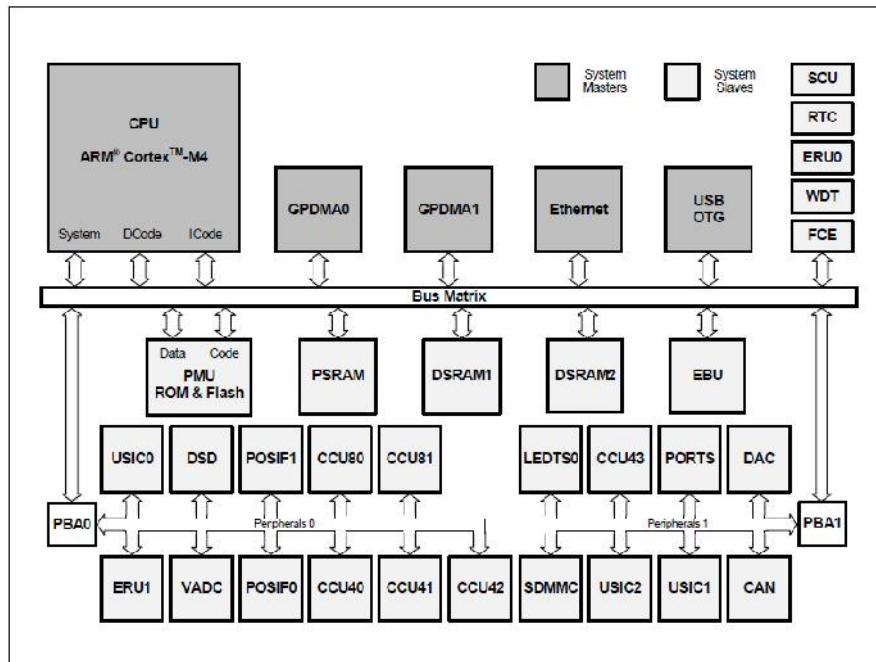 CPU
ARM® Cortex™-M4
System DCode ICode
GPDMA0
GPDMA1
Ethernet
USB
OTG
System
Masters
System
Slaves
SCU
RTC
ERU0
WDT
FCE
Bus Matrix
Data Code
PMU
ROM & Flash
PSRAM
DSRAM1
DSRAM2
EBU
USIC0
DSD
POSIF1
CCU80
CCU81
LEDTS0
CCU43
PORTS
DAC
PBA0
Peripherals 0
Peripherals 1
PBA1
ERU1
VADC
POSIF0
CCU40
CCU41
CCU42
SDMMC
USIC2
USIC1
CAN